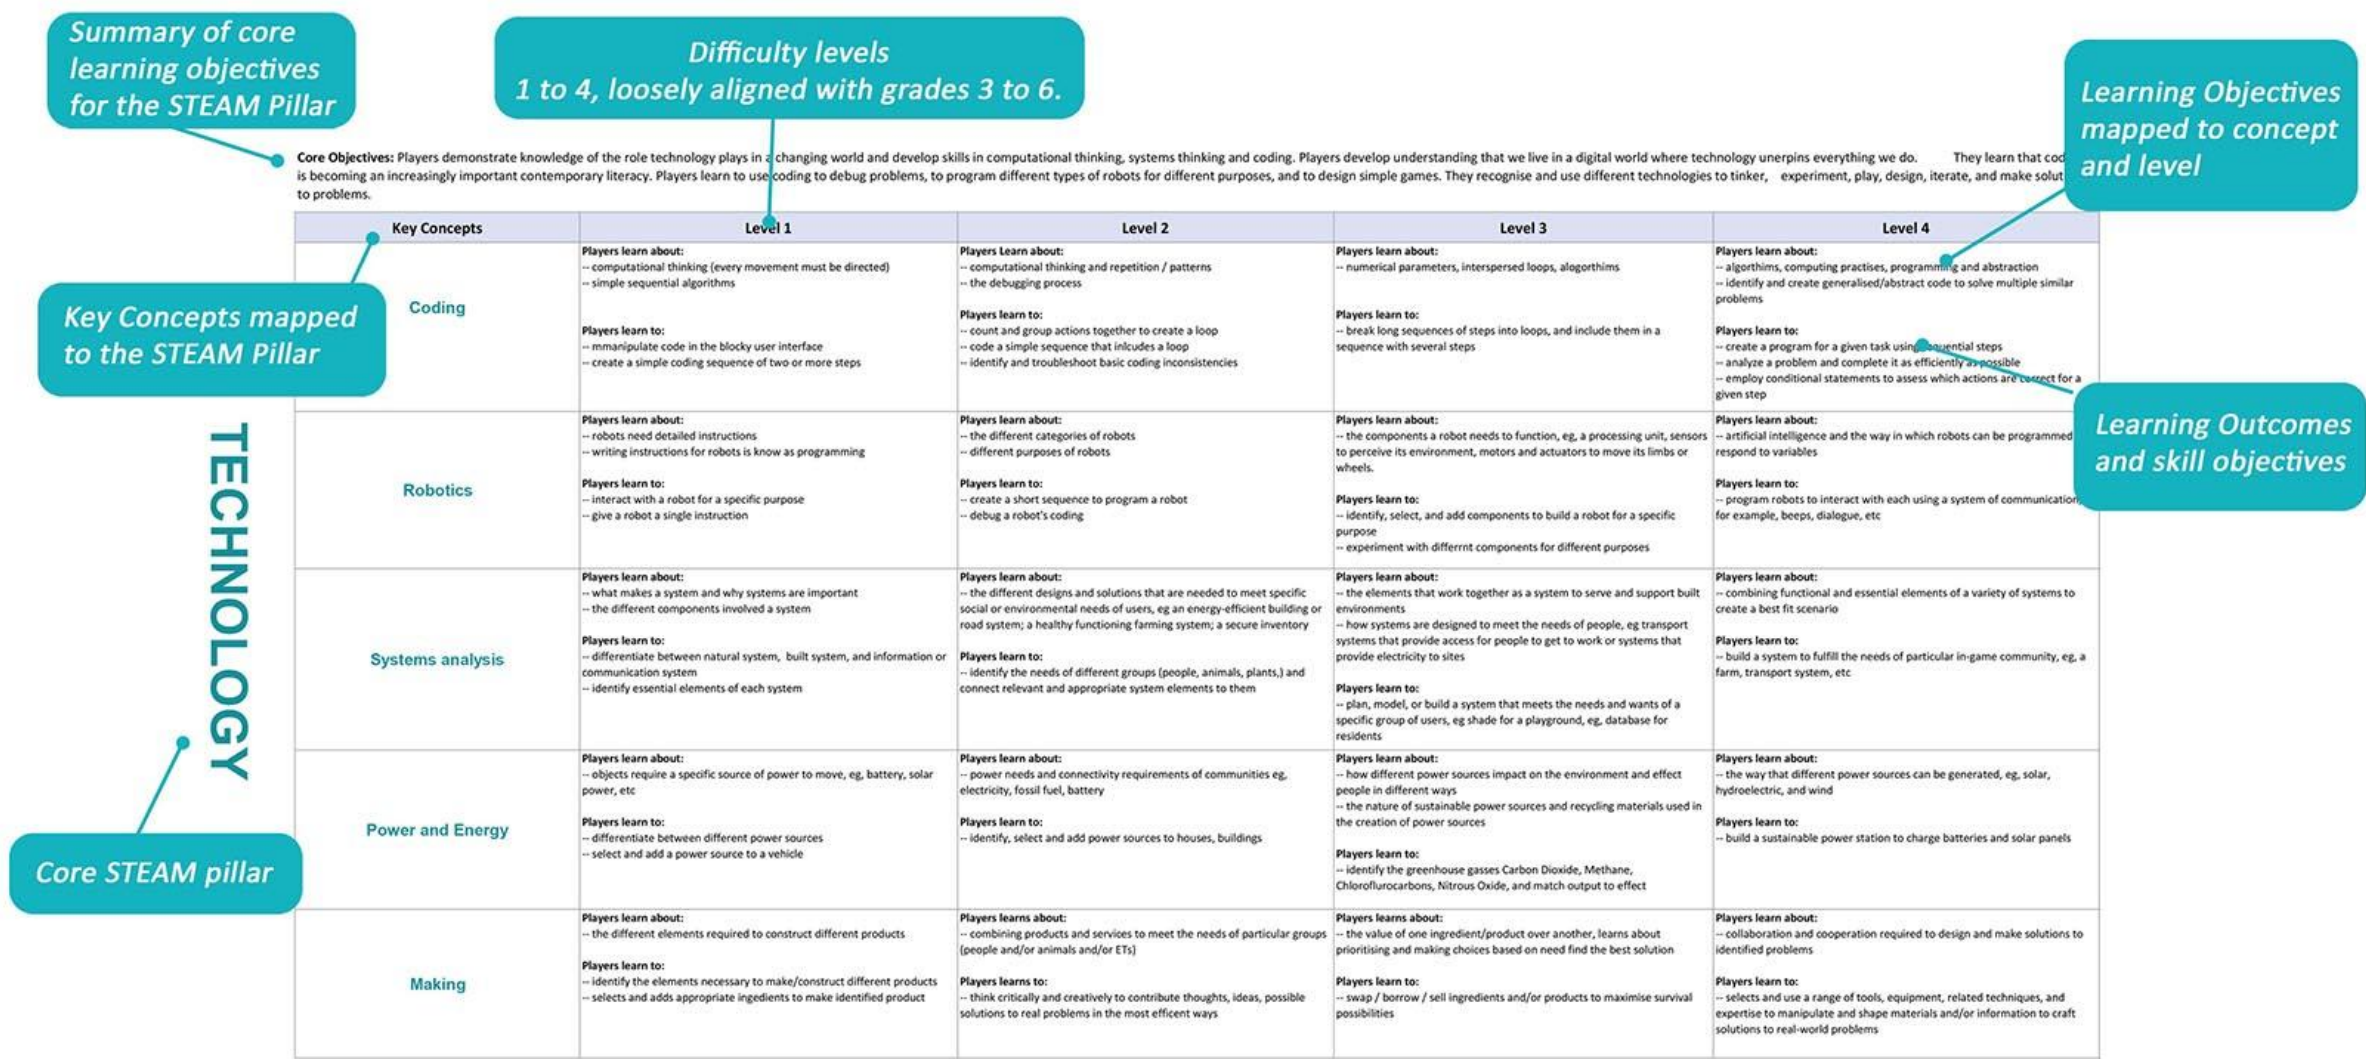 Summary of core
learning objectives
for the STEAM Pillar
Difficulty levels
1 to 4, loosely aligned with grades 3 to 6.
Learning Objectives
mapped to concept
and level
Core Objectives: Players demonstrate knowledge of the role technology plays in a changing world and develop skills in computational thinking, systems thinking and coding. Players develop understanding that we live in a digital world where technology unerpins everything we do. They learn that cod
is becoming an increasingly important contemporary literacy. Players learn to use coding to debug problems, to program different types of robots for different purposes, and to design simple games. They recognise and use different technologies to tinker, experiment, play, design, iterate, and make solut
to problems.
Key Concepts
Level 1
Level 2
Level 3
Level 4
Key Concepts mapped
to the STEAM Pillar
Coding
Players learn about:
-- computational thinking (every movement must be directed)
-- simple sequential algorithms
Players learn to:
-- mmanipulate code in the blocky user interface
-- create a simple coding sequence of two or more steps
Players Learn about:
-- computational thinking and repetition / patterns
-- the debugging process
Players learn to:
-- count and group actions together to create a loop
-- code a simple sequence that inlcudes a loop
-- identify and troubleshoot basic coding inconsistencies
Players learn about:
-- numerical parameters, interspersed loops, alogorthims
Players learn to:
-- break long sequences of steps into loops, and include them in a
sequence with several steps
Players learn about:
-- algorthims, computing practises, programming and abstraction
-- identify and create generalised/abstract code to solve multiple similar
problems
Players learn to:
-- create a program for a given task using sequential steps
-- analyze a problem and complete it as efficiently as possible
-- employ conditional statements to assess which actions are correct for a
given step
Learning Outcomes
and skill objectives
TECHNOLOGY
Robotics
Players learn about:
-- robots need detailed instructions
-- writing instructions for robots is know as programming
Players learn to:
-- interact with a robot for a specific purpose
-- give a robot a single instruction
Players learn about:
-- the different categories of robots
-- different purposes of robots
Players learn to:
-- create a short sequence to program a robot
-- debug a robot's coding
Players learn about:
-- the components a robot needs to function, eg, a processing unit, sensors
to perceive its environment, motors and actuators to move its limbs or
wheels.
Players learn to:
-- identify, select, and add components to build a robot for a specific
purpose
-- experiment with differrnt components for different purposes
Players learn about:
-- artificial intelligence and the way in which robots can be programmed
respond to variables
Players learn to:
-- program robots to interact with each using a system of communication,
for example, beeps, dialogue, etc
Systems analysis
Players learn about:
-- what makes a system and why systems are important
-- the different components involved a system
Players learn to:
-- differentiate between natural system, built system, and information or
communication system
-- identify essential elements of each system
Players learn about:
-- the different designs and solutions that are needed to meet specific
social or environmental needs of users, eg an energy-efficient building or
road system; a healthy functioning farming system; a secure inventory
Players learn to:
-- identify the needs of different groups (people, animals, plants,) and
connect relevant and appropriate system elements to them
Players learn about:
-- the elements that work together as a system to serve and support built
environments
-- how systems are designed to meet the needs of people, eg transport
systems that provide access for people to get to work or systems that
provide electricity to sites
Players learn to:
-- plan, model, or build a system that meets the needs and wants of a
specific group of users, eg shade for a playground, eg, database for
residents
Players learn about:
-- combining functional and essential elements of a variety of systems to
create a best fit scenario
Players learn to:
-- build a system to fulfill the needs of particular in-game community, eg, a
farm, transport system, etc
Core STEAM pillar
Power and Energy
Players learn about:
-- objects require a specific source of power to move, eg, battery, solar
power, etc
Players learn to:
-- differentiate between different power sources
-- select and add a power source to a vehicle
Players learn about:
-- power needs and connectivity requirements of communities eg,
electricity, fossil fuel, battery
Players learn to:
-- identify, select and add power sources to houses, buildings
Players learn about:
-- how different power sources impact on the environment and effect
people in different ways
-- the nature of sustainable power sources and recycling materials used in
the creation of power sources
Players learn to:
-- identify the greenhouse gasses Carbon Dioxide, Methane,
Chloroflurocarbons, Nitrous Oxide, and match output to effect
Players learn about:
-- the way that different power sources can be generated, eg, solar,
hydroelectric, and wind
Players learn to:
-- build a sustainable power station to charge batteries and solar panels
Making
Players learn about:
-- the different elements required to construct different products
Players learn to:
-- identify the elements necessary to make/construct different products
-- selects and adds appropriate ingedients to make identified product
Players learns about:
-- combining products and services to meet the needs of particular groups
(people and/or animals and/or ETs)
Players learns to:
-- think critically and creatively to contribute thoughts, ideas, possible
solutions to real problems in the most efficent ways
Players learns about:
-- the value of one ingredient/product over another, learns about
prioritising and making choices based on need find the best solution
Players learn to:
-- swap / borrow / sell ingredients and/or products to maximise survival
possibilities
Players learn about:
-- collaboration and cooperation required to design and make solutions to
identified problems
Players learn to:
-- selects and use a range of tools, equipment, related techniques, and
expertise to manipulate and shape materials and/or information to craft
solutions to real-world problems